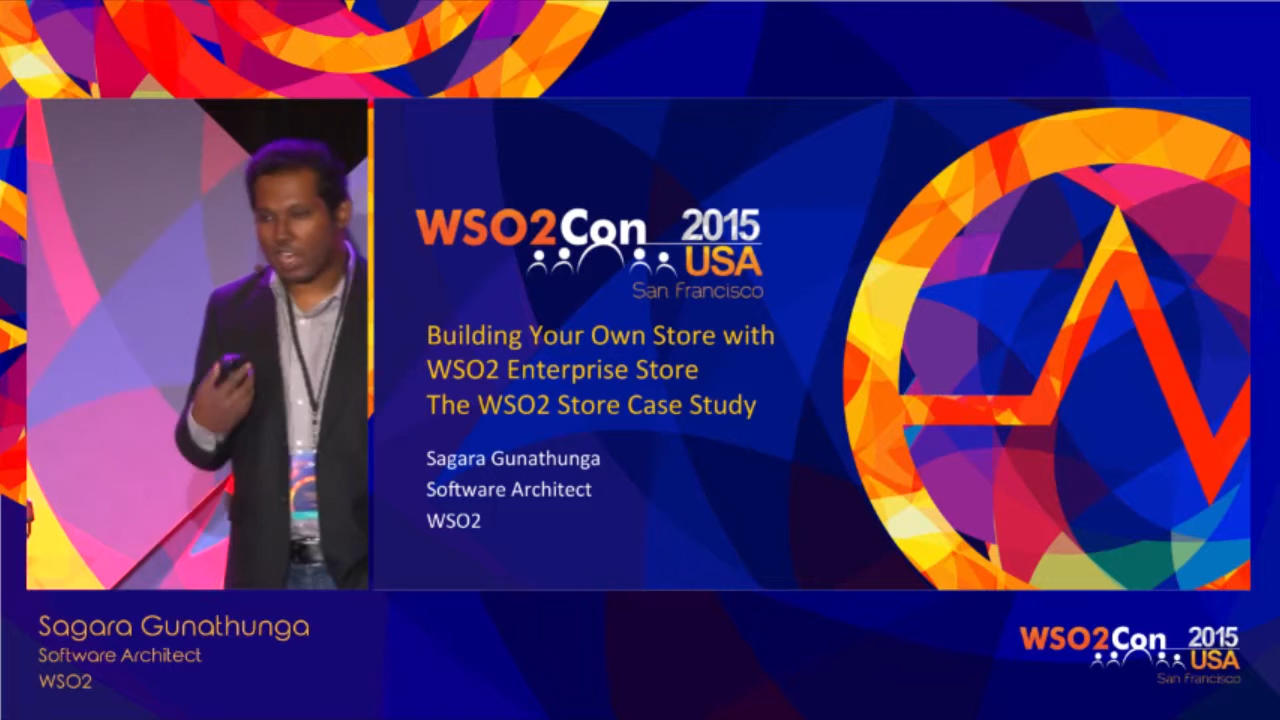 WSO2Con 2015
USA
San Francisco
Building Your Own Store with
WSO2 Enterprise Store
The WSO2 Store Case Study
Sagara Gunathunga
Software Architect
WSO2
Sagara Gunathunga
Software Architect
WSO2
WSO2Con 2015
USA
San Francisco